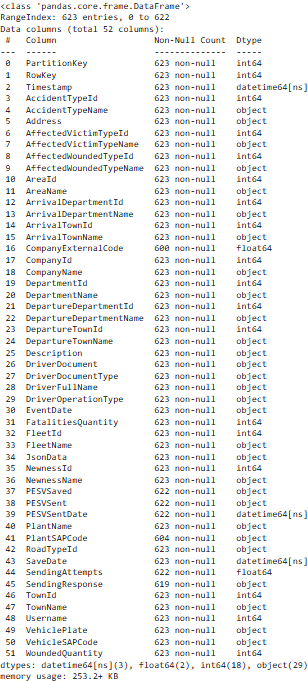 <class 'pandas.core.frame.DataFrame'>
RangeIndex: 623 entries, 0 to 622
Data columns (total 52 columns):
 #   Column                  Non-Null Count  Dtype
---  ------                  --------------  -----
 0   PartitionKey            623 non-null    int64
 1   RowKey                  623 non-null    int64
 2   Timestamp               623 non-null    datetime64[ns]
 3   AccidentTypeId          623 non-null    int64
 4   AccidentTypeName        623 non-null    object
 5   Address                 623 non-null    object
 6   AffectedVictimTypeId    623 non-null    int64
 7   AffectedVictimTypeName  623 non-null    object
 8   AffectedWoundedTypeId   623 non-null    int64
 9   AffectedWoundedTypeName 623 non-null    object
 10  AreaId                  623 non-null    int64
 11  AreaName                623 non-null    object
 12  ArrivalDepartmentId     623 non-null    int64
 13  ArrivalDepartmentName   623 non-null    object
 14  ArrivalTownId           623 non-null    int64
 15  ArrivalTownName         623 non-null    object
 16  CompanyExternalCode     600 non-null    float64
 17  CompanyId               623 non-null    int64
 18  CompanyName             623 non-null    object
 19  DepartmentId            623 non-null    int64
 20  DepartmentName          623 non-null    object
 21  DepartureDepartmentId   623 non-null    int64
 22  DepartureDepartmentName 623 non-null    object
 23  DepartureTownId         623 non-null    int64
 24  DepartureTownName       623 non-null    object
 25  Description             623 non-null    object
 26  DriverDocument          623 non-null    object
 27  DriverDocumentType      623 non-null    object
 28  DriverFullName          623 non-null    object
 29  DriverOperationType     623 non-null    object
 30  EventDate               623 non-null    object
 31  FatalitiesQuantity      623 non-null    int64
 32  FleetId                 623 non-null    int64
 33  FleetName               623 non-null    object
 34  JsonData                623 non-null    object
 35  NewnessId               623 non-null    int64
 36  NewnessName             623 non-null    object
 37  PESVSaved               622 non-null    object
 38  PESVSent                622 non-null    object
 39  PESVSentDate            622 non-null    datetime64[ns]
 40  PlantName               623 non-null    object
 41  PlantSAPCode            604 non-null    object
 42  RoadTypeId              623 non-null    object
 43  SaveDate                623 non-null    datetime64[ns]
 44  SendingAttempts         622 non-null    float64
 45  SendingResponse         619 non-null    object
 46  TownId                  623 non-null    int64
 47  TownName                623 non-null    object
 48  Username                623 non-null    int64
 49  VehiclePlate            623 non-null    object
 50  VehicleSAPCode          623 non-null    object
 51  WoundedQuantity         623 non-null    int64
dtypes: datetime64[ns](3), float64(2), int64(18), object(29)
memory usage: 253.2+ KB